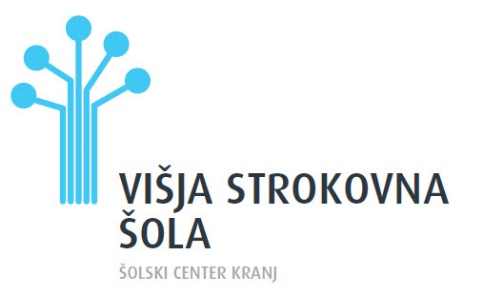 VIŠJA STROKOVNA
ŠOLA
ŠOLSKI CENTER KRANJ